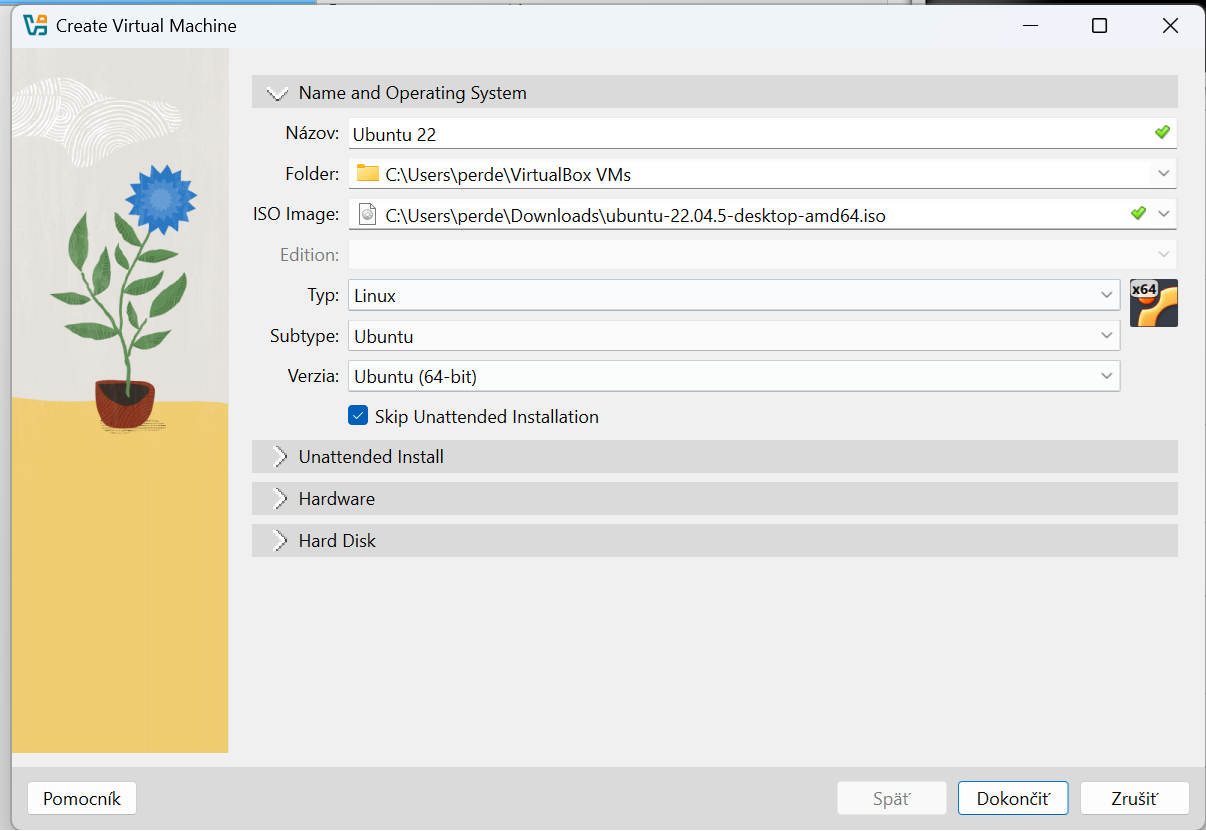 Create Virtual Machine
Name and Operating System
Názov: Ubuntu 22
Folder: C:\Users\perde\VirtualBox VMs
ISO Image: C:\Users\perde\Downloads\ubuntu-22.04.5-desktop-amd64.iso
Edition:
Typ: Linux
x64
Subtype: Ubuntu
Verzia: Ubuntu (64-bit)
Skip Unattended Installation
Unattended Install
Hardware
Hard Disk
Pomocník Späť Dokončiť Zrušiť